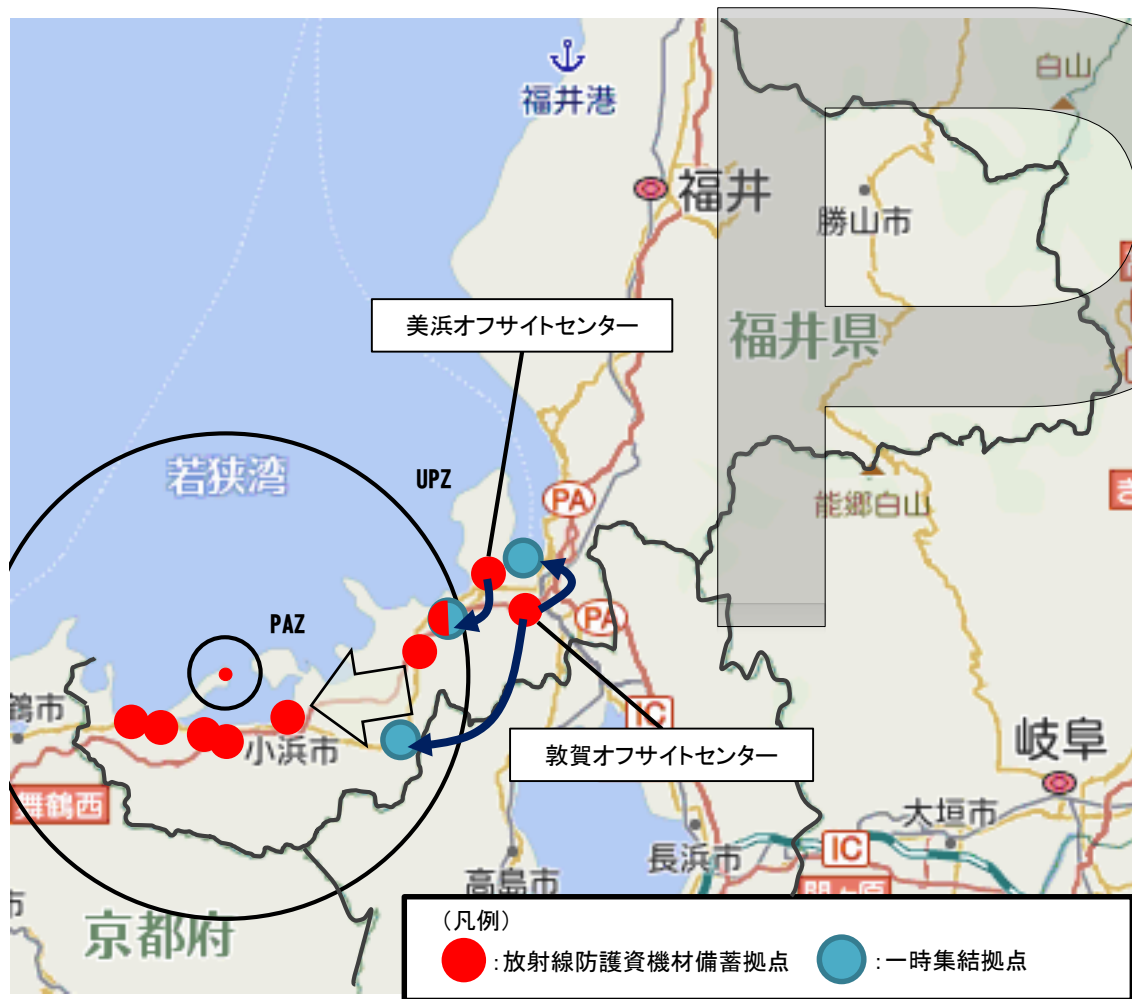 福井港
白山
福井
勝山市
美浜オフサイトセンター
福井県
若狭湾
UPZ
PA
能郷白山
PAZ
PA
鶴市
小浜市
IC
岐阜
敦賀オフサイトセンター
舞鶴西
大垣市
長浜市
IC
高島市
京都府
(凡例)
:放射線防護資機材備蓄拠点
:一時集結拠点